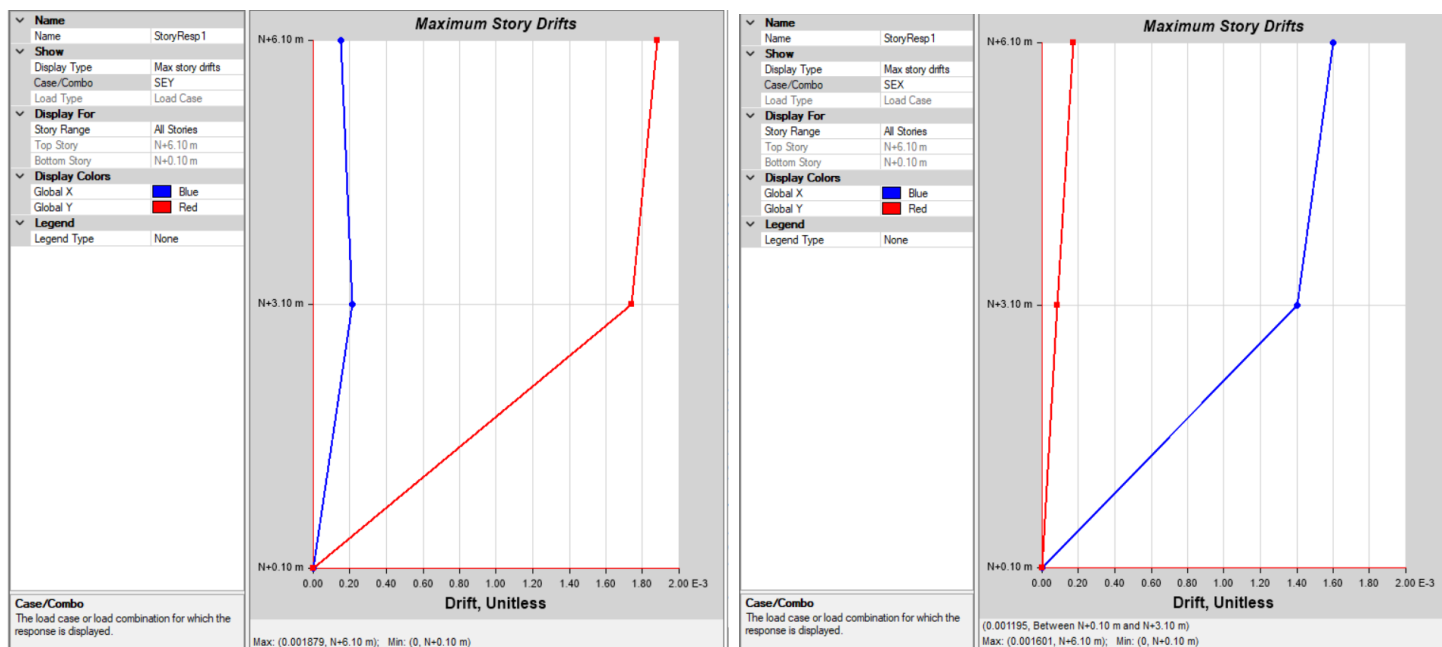 Name
Name StoryResp1
Show
Display Type Max story drifts
Case/Combo SEY
Load Type Load Case
Display For
Story Range All Stories
Top Story N+6.10 m
Bottom Story N+0.10 m
Display Colors
Global X Blue
Global Y Red
Legend
Legend Type None
Case/Combo
The load case or load combination for which the
response is displayed.
Maximum Story Drifts
N+6.10 m
N+3.10 m
N+0.10 m
0.00 0.20 0.40 0.60 0.80 1.00 1.20 1.40 1.60 1.80 2.00 E-3
Drift, Unitless
Max: (0.001879, N+6.10 m); Min: (0, N+0.10 m)
Name
Name StoryResp1
Show
Display Type Max story drifts
Case/Combo SEX
Load Type Load Case
Display For
Story Range All Stories
Top Story N+6.10 m
Bottom Story N+0.10 m
Display Colors
Global X Blue
Global Y Red
Legend
Legend Type None
Case/Combo
The load case or load combination for which the
response is displayed.
Maximum Story Drifts
N+6.10 m
N+3.10 m
N+0.10 m
0.00 0.20 0.40 0.60 0.80 1.00 1.20 1.40 1.60 1.80 2.00 E-3
Drift, Unitless
(0.001195, Between N+0.10 m and N+3.10 m)
Max: (0.001601, N+6.10 m); Min: (0, N+0.10 m)